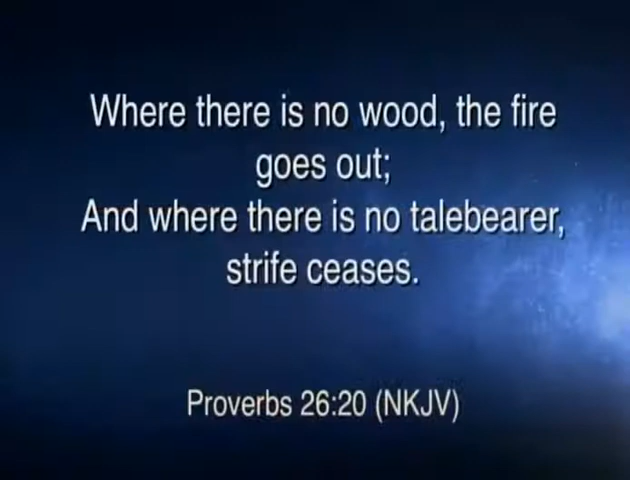 Where there is no wood, the fire
goes out;
And where there is no talebearer,
strife ceases.
Proverbs 26:20 (NKJV)